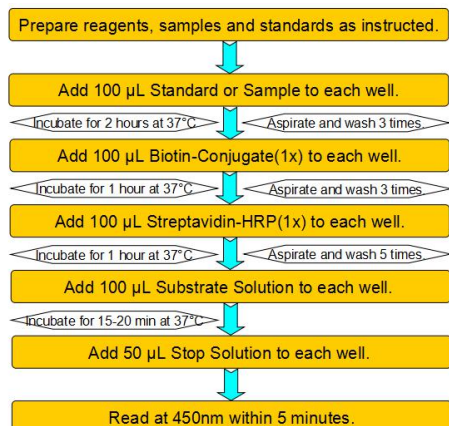 Prepare reagents, samples and standards as instructed.
Add 100 µL Standard or Sample to each well.
Incubate for 2 hours at 37°C
Aspirate and wash 3 times.
Add 100 µL Biotin-Conjugate(1x) to each well.
Incubate for 1 hour at 37°C
Aspirate and wash 3 times.
Add 100 µL Streptavidin-HRP(1x) to each well.
Incubate for 1 hour at 37°C
Aspirate and wash 5 times.
Add 100 µL Substrate Solution to each well.
Incubate for 15-20 min at 37°C
Add 50 µL Stop Solution to each well.
Read at 450nm within 5 minutes.